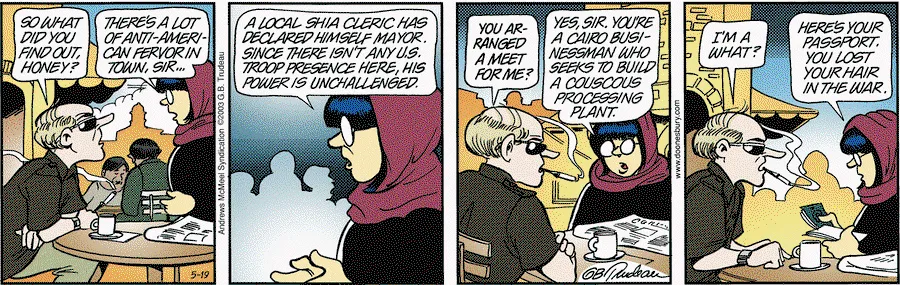 SO WHAT
DID YOU
FIND OUT,
HONEY?
THERE'S A LOT
OF ANTI-AMERI-
CAN FERVOR IN
TOWN, SIR...
5-19
Andrews McMeel Syndication ©2003 G.B. Trudeau
A LOCAL SHIA CLERIC HAS
DECLARED HIMSELF MAYOR.
SINCE THERE ISN'T ANY U.S.
TROOP PRESENCE HERE, HIS
POWER IS UNCHALLENGED.
YOU AR-
RANGED
A MEET
FOR ME?
YES, SIR. YOU'RE
A CAIRO BUSI-
NESSMAN WHO
SEEKS TO BUILD
A COUSCOUS
PROCESSING
PLANT.
GB Trudeau
www.doonesbury.com
I'M A
WHAT?
HERE'S YOUR
PASSPORT.
YOU LOST
YOUR HAIR
IN THE WAR.